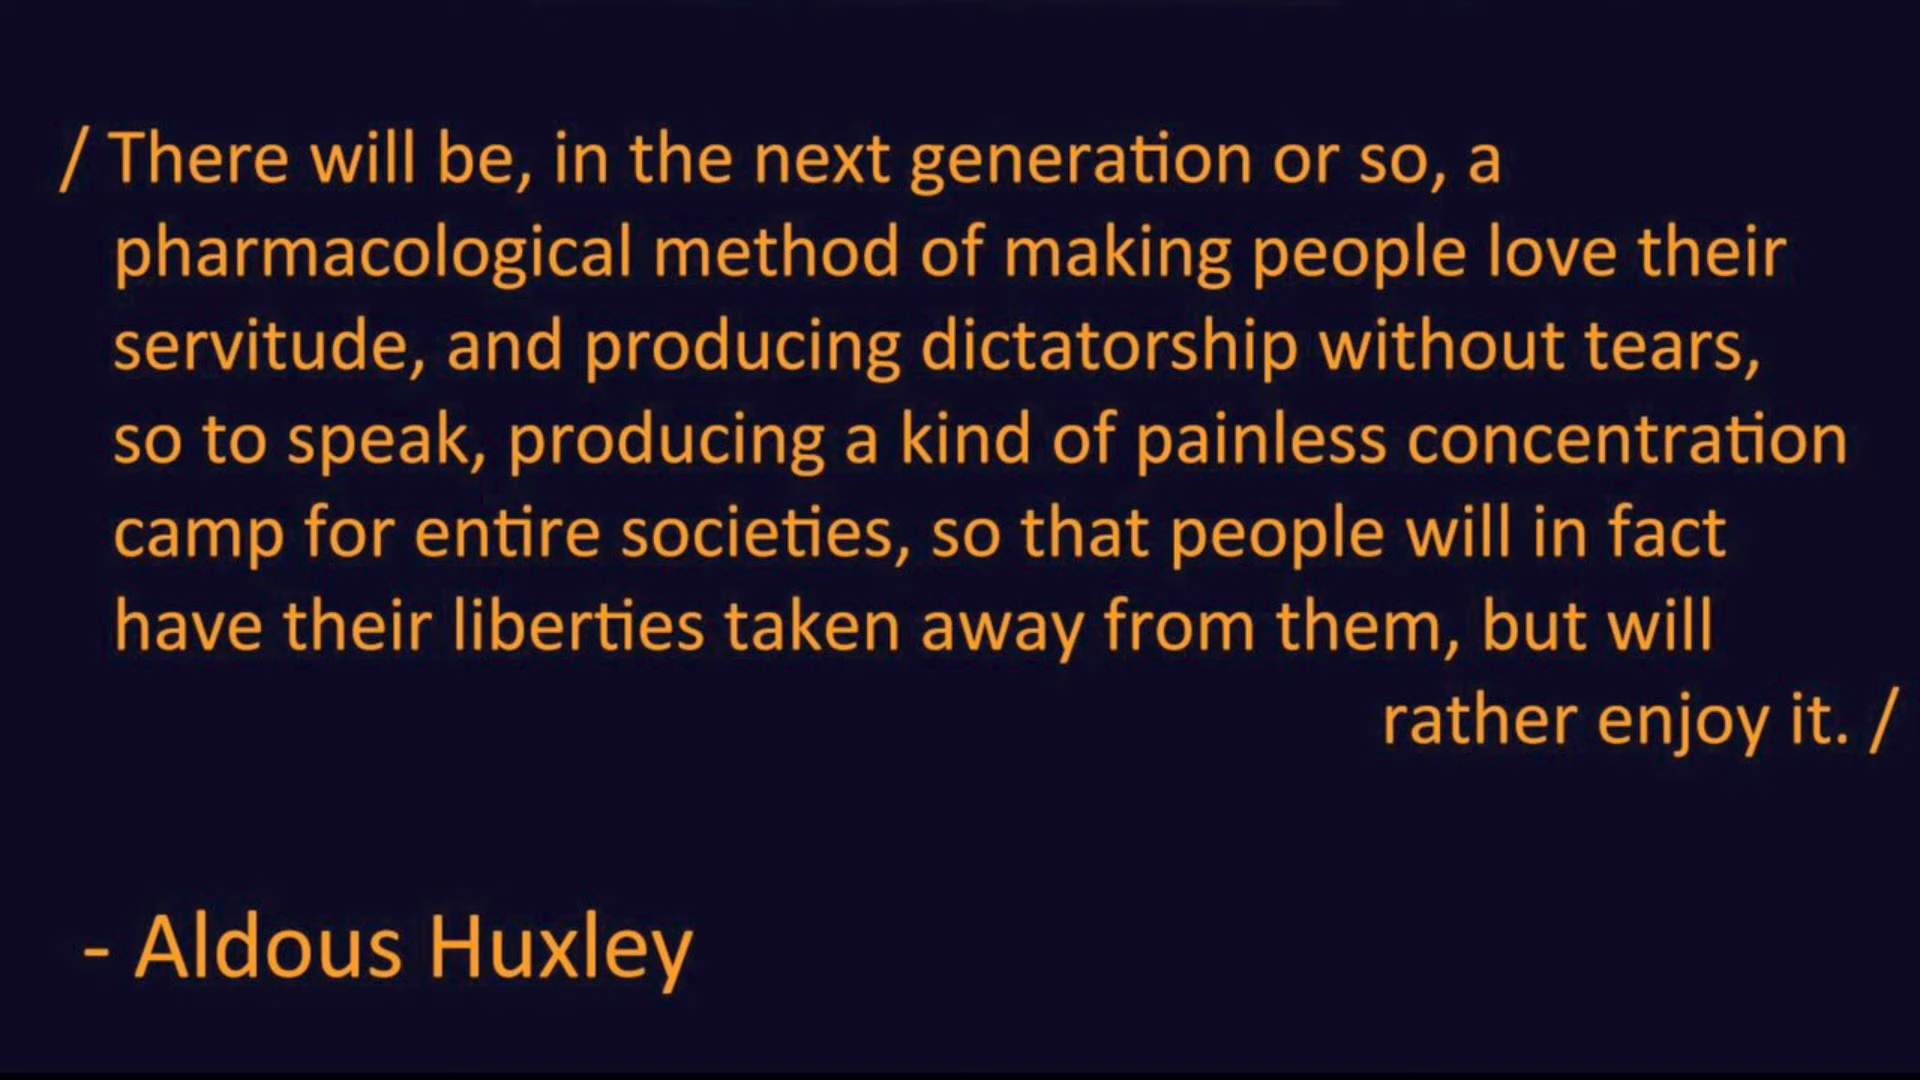 / There will be, in the next generation or so, a
pharmacological method of making people love their
servitude, and producing dictatorship without tears,
so to speak, producing a kind of painless concentration
camp for entire societies, so that people will in fact
have their liberties taken away from them, but will
rather enjoy it. /
- Aldous Huxley